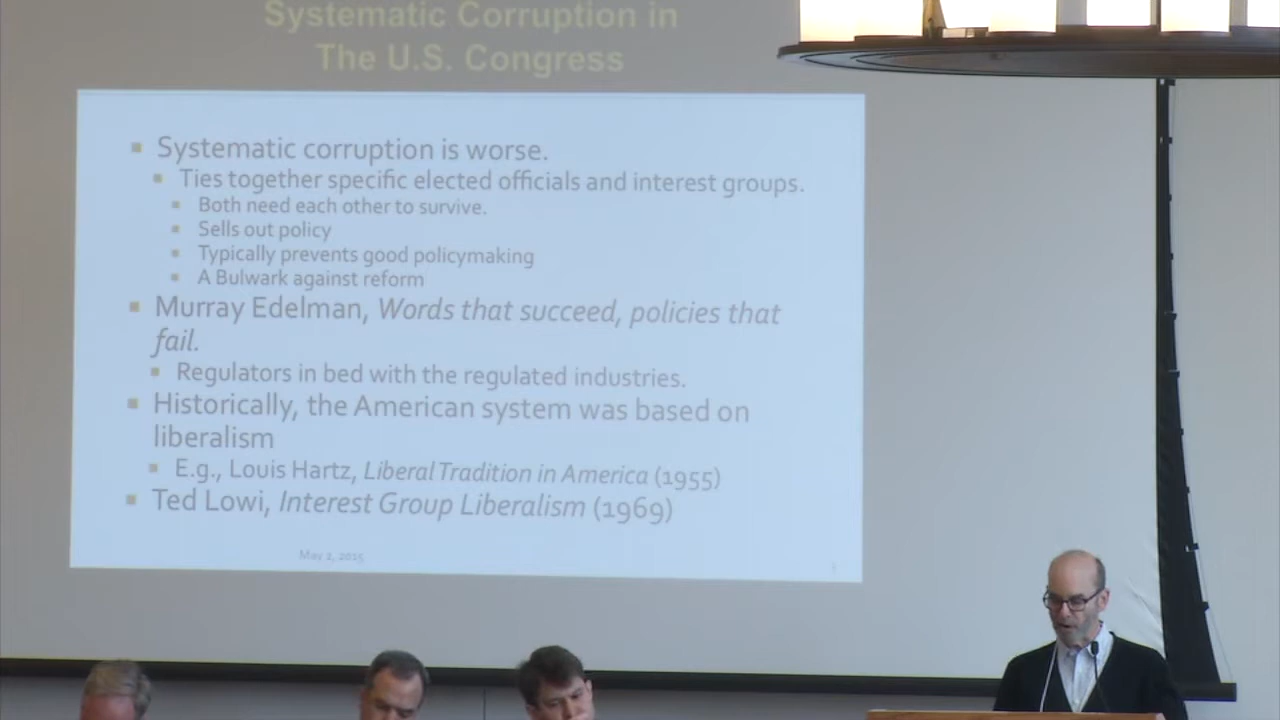 Systematic Corruption in
The U.S. Congress
▪ Systematic corruption is worse.
▪ Ties together specific elected officials and interest groups.
▪ Both need each other to survive.
▪ Sells out policy
▪ Typically prevents good policymaking
▪ A Bulwark against reform
▪ Murray Edelman, Words that succeed, policies that
fail.
▪ Regulators in bed with the regulated industries.
▪ Historically, the American system was based on
liberalism
▪ E.g., Louis Hartz, Liberal Tradition in America (1955)
▪ Ted Lowi, Interest Group Liberalism (1969)
May 2, 2015